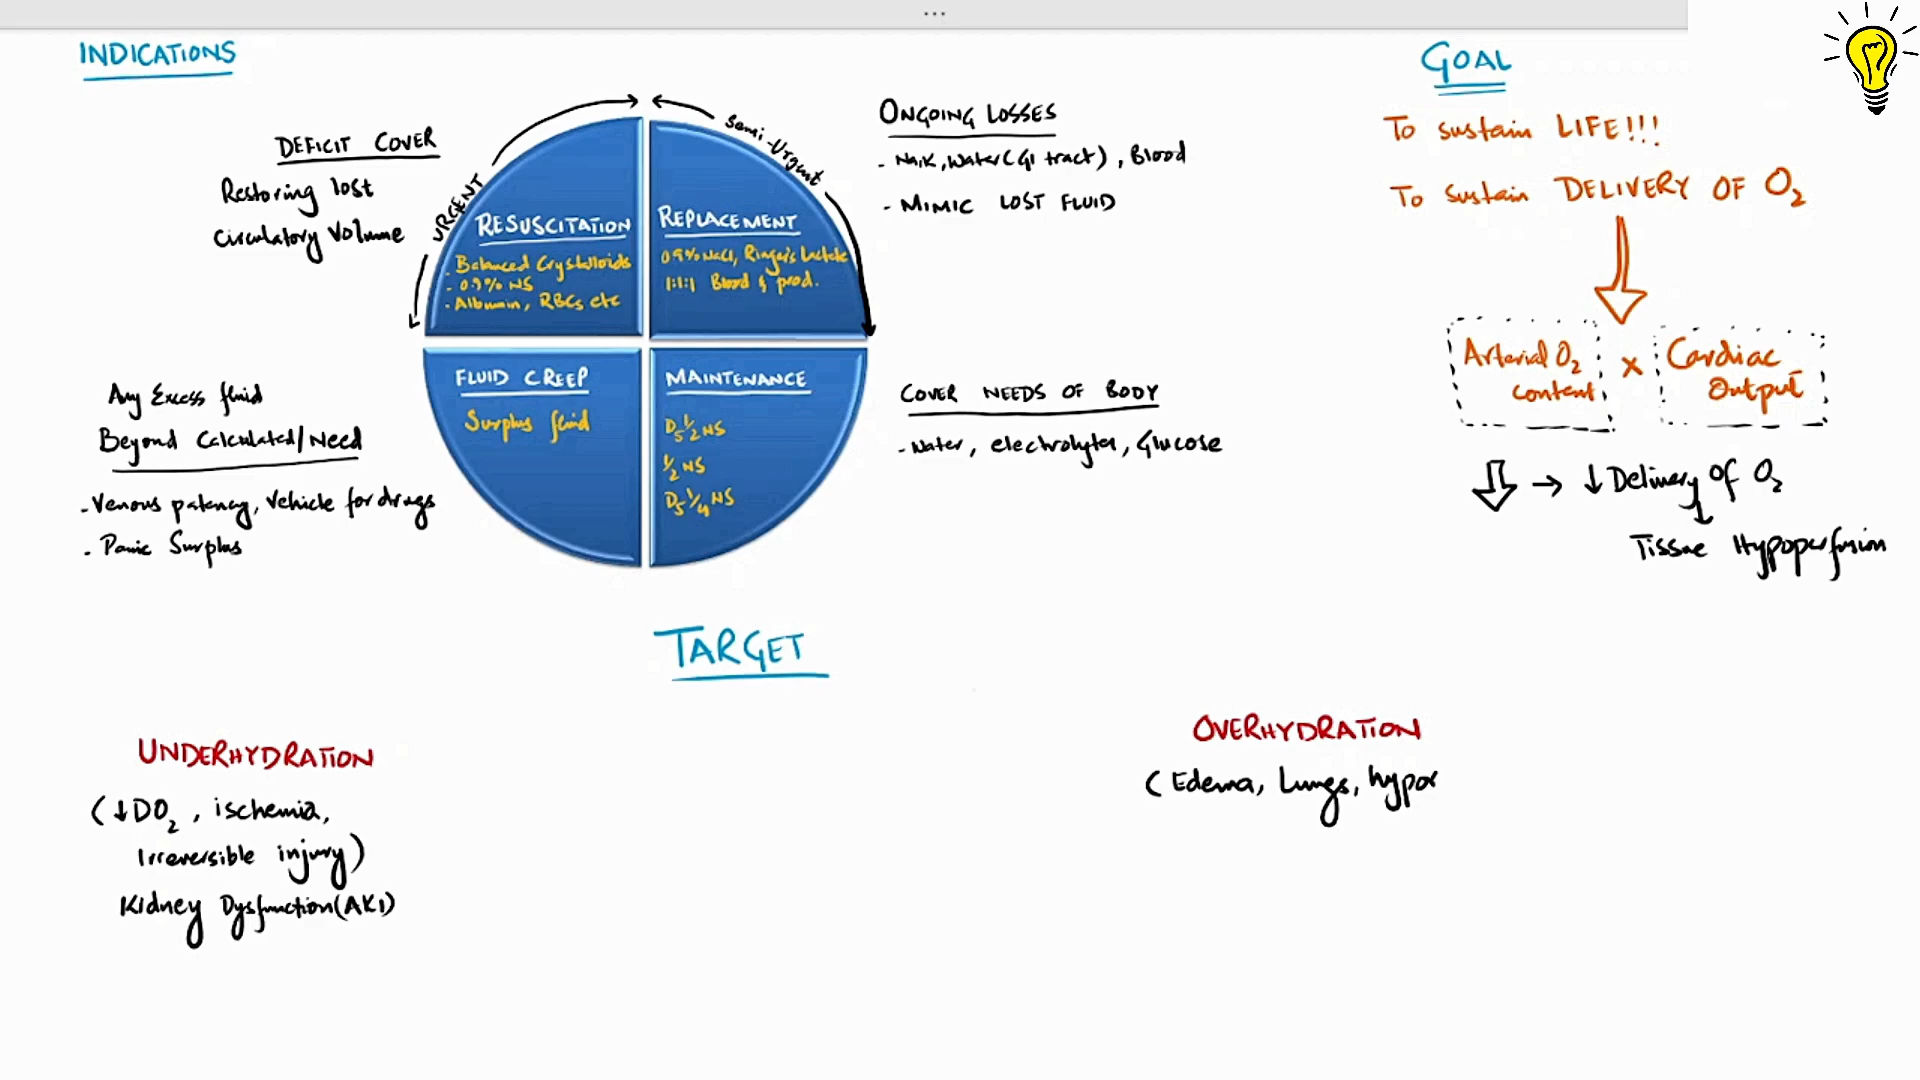 ...
INDICATIONS
DEFICIT COVER
Restoring lost
Circulatory Volume
URGENT
Semi-Urgent
RESUSCITATION
- Balanced Crystalloids
- 0.9% NS
- Albumin, RBCs etc
REPLACEMENT
0.9% NaCl, Ringer's Lactate
1:1:1 Blood & prod.
ONGOING LOSSES
- Na,K, Water (GI tract), Blood
- MIMIC LOST FLUID
Any Excess fluid
Beyond Calculated/Need
- Venous patency, Vehicle for drugs
- Panic Surplus
FLUID CREEP
Surplus fluid
MAINTENANCE
D5 1/2 NS
1/2 NS
D5 1/4 NS
COVER NEEDS OF BODY
- Water, electrolytes, Glucose
GOAL
To sustain LIFE!!!
To sustain DELIVERY OF O2
Arterial O2 content x Cardiac Output
→ ↓ Delivery of O2
Tissue Hypoperfusion
TARGET
UNDERHYDRATION
(↓DO2, ischemia,
Irreversible injury)
Kidney Dysfunction(AKI)
OVERHYDRATION
(Edema, Lungs, hypox